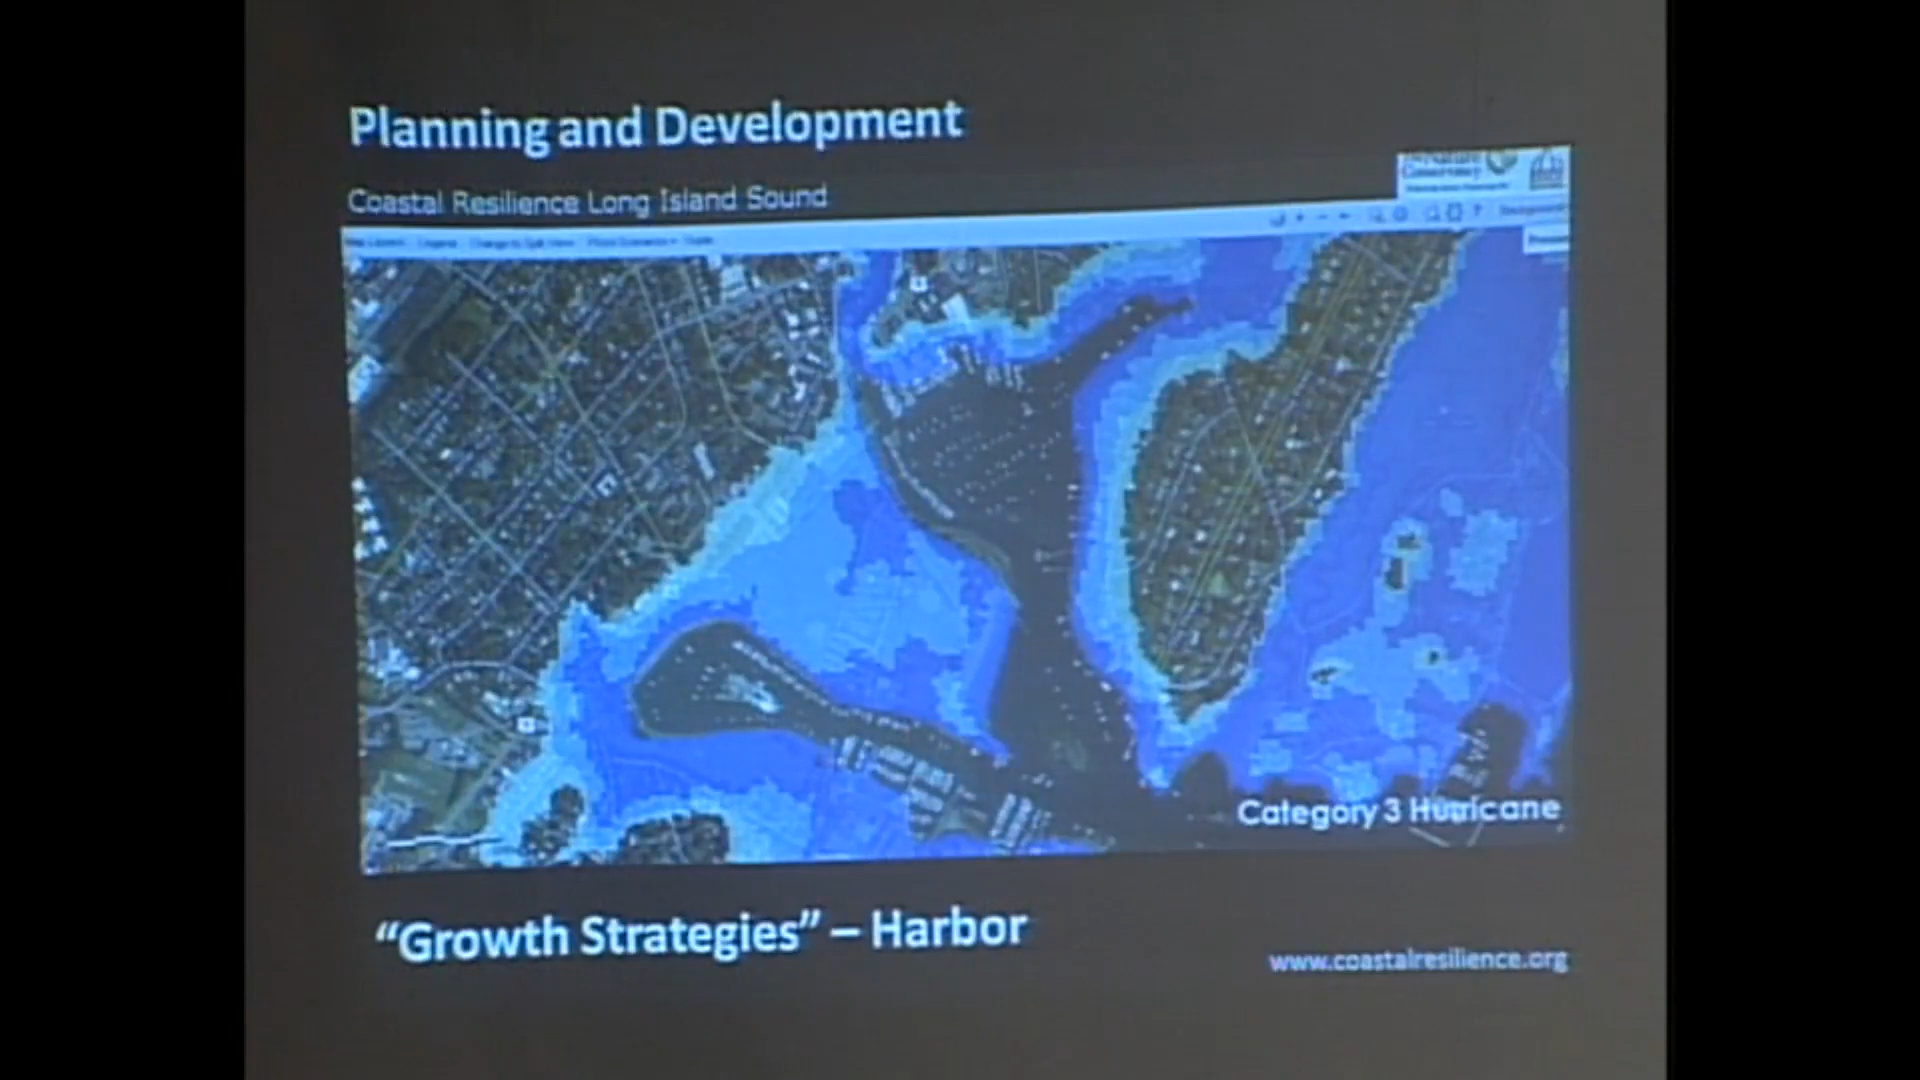 Planning and Development
Coastal Resilience Long Island Sound
Category 3 Hurricane
“Growth Strategies” – Harbor
www.coastalresilience.org